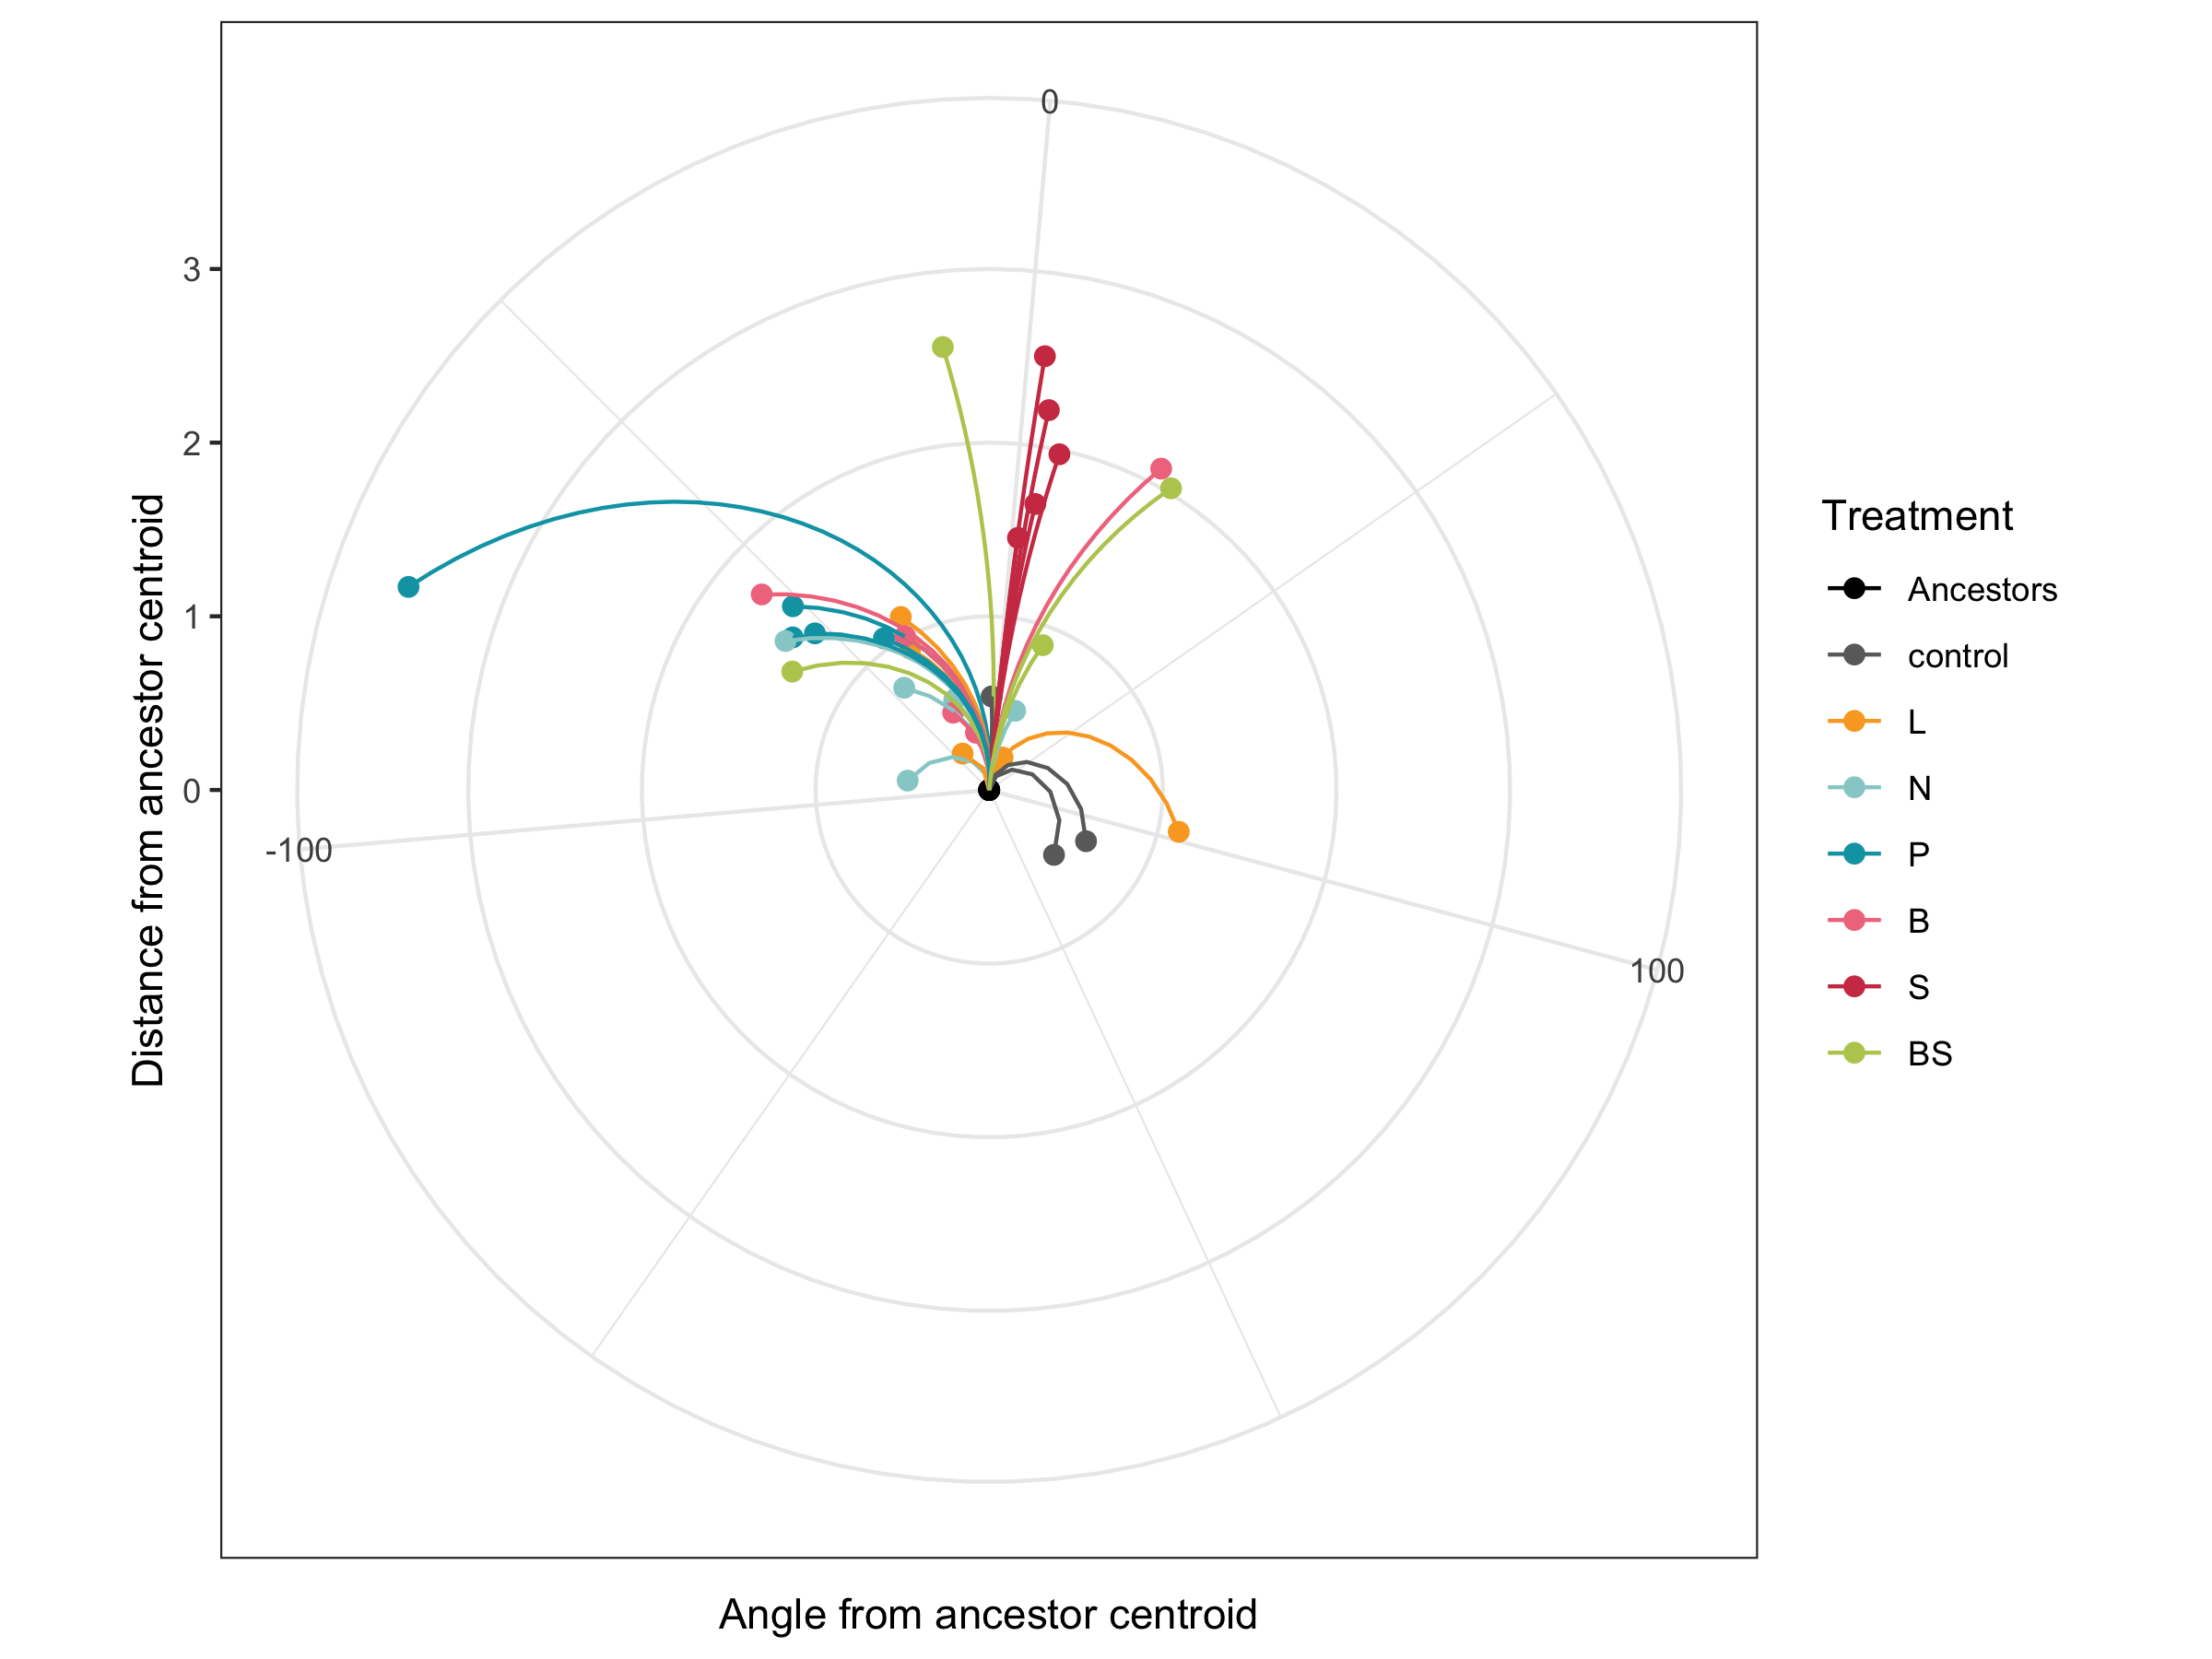 0
3
2
1
0
-100
100
Distance from ancestor centroid
Angle from ancestor centroid
Treatment
Ancestors
control
L
N
P
B
S
BS